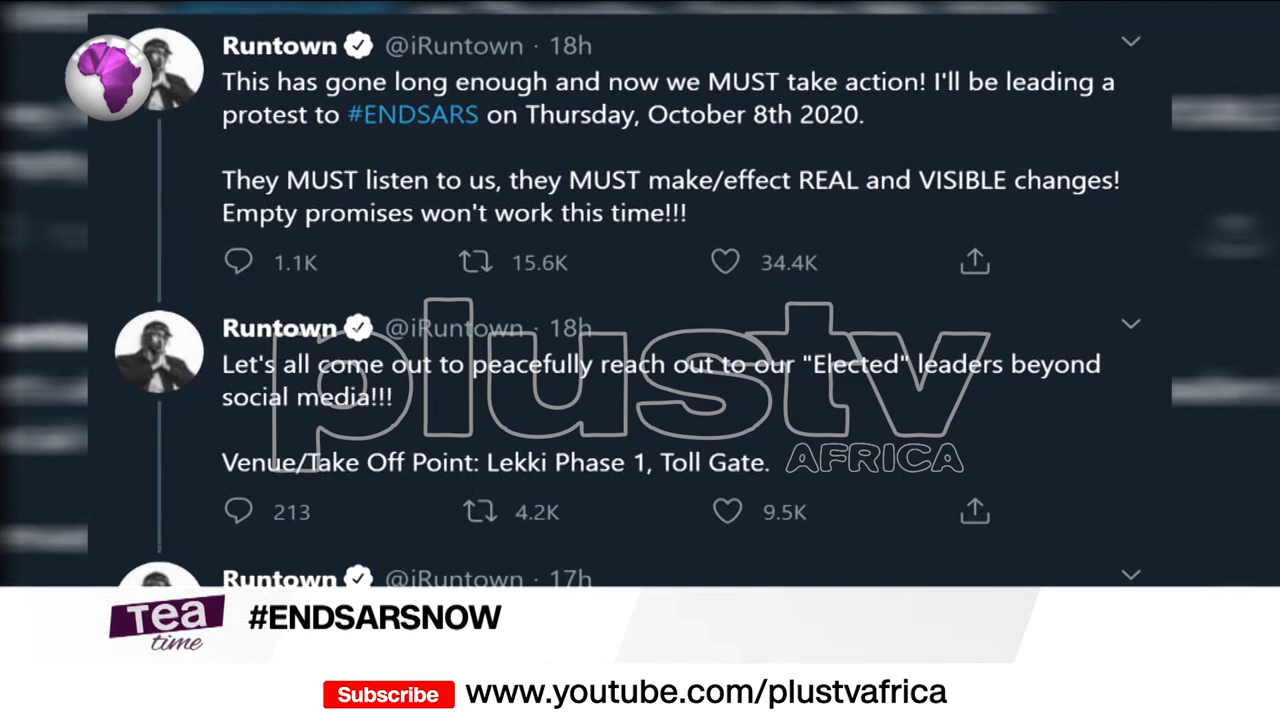 Runtown @iRuntown · 18h
This has gone long enough and now we MUST take action! I'll be leading a
protest to #ENDSARS on Thursday, October 8th 2020.
They MUST listen to us, they MUST make/effect REAL and VISIBLE changes!
Empty promises won't work this time!!!
1.1K 15.6K 34.4K
Runtown @iRuntown · 18h
Let's all come out to peacefully reach out to our "Elected" leaders beyond
social media!!!
plustv
Venue/Take Off Point: Lekki Phase 1, Toll Gate.
AFRICA
213 4.2K 9.5K
Runtown @iRuntown · 17h
Tea
time
#ENDSARSNOW
Subscribe www.youtube.com/plustvafrica